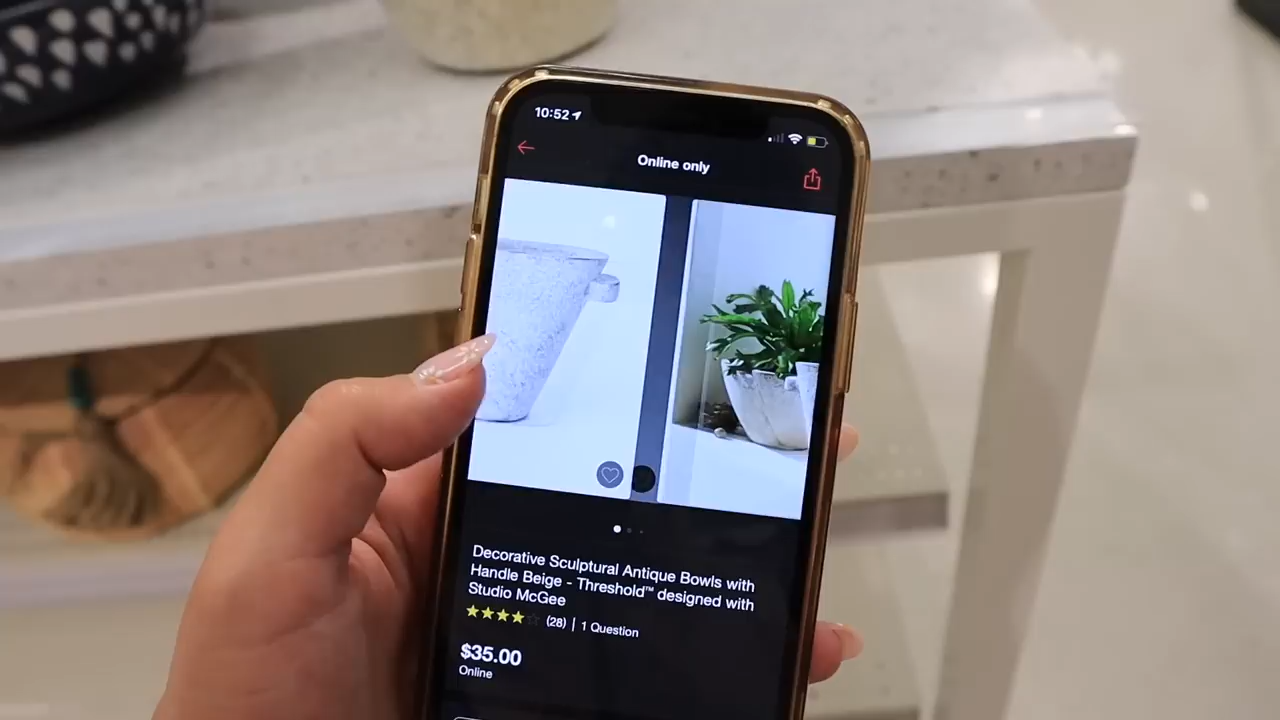 10:52
Online only
Decorative Sculptural Antique Bowls with
Handle Beige - Threshold™ designed with
Studio McGee
(28) | 1 Question
$35.00
Online